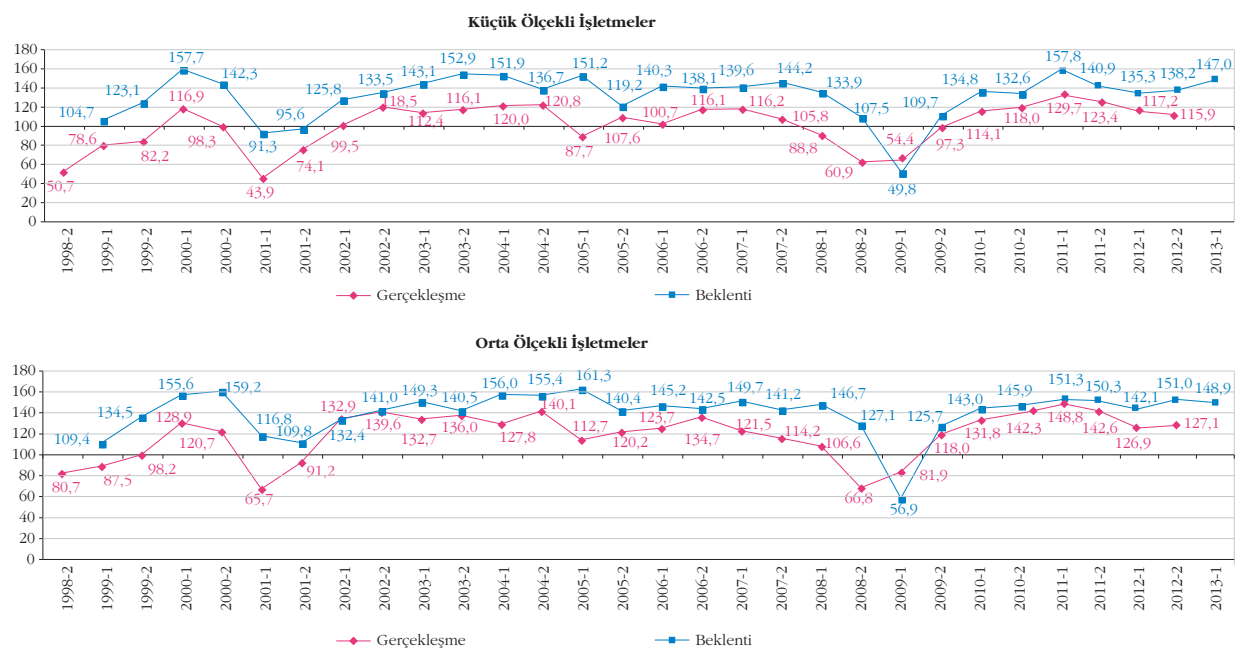 Küçük Ölçekli İşletmeler
180
160
140
120
100
80
60
40
20
0
104,7 123,1 157,7 142,3 91,3 95,6 125,8 133,5 143,1 152,9 151,9 136,7 151,2 119,2 140,3 138,1 139,6 144,2 133,9 107,5 49,8 109,7 134,8 132,6 157,8 140,9 135,3 138,2 147,0
50,7 78,6 82,2 116,9 98,3 43,9 74,1 99,5 118,5 112,4 116,1 120,0 120,8 87,7 107,6 100,7 116,1 116,2 105,8 88,8 60,9 54,4 97,3 114,1 118,0 129,7 123,4 117,2 115,9
1998-2 1999-1 1999-2 2000-1 2000-2 2001-1 2001-2 2002-1 2002-2 2003-1 2003-2 2004-1 2004-2 2005-1 2005-2 2006-1 2006-2 2007-1 2007-2 2008-1 2008-2 2009-1 2009-2 2010-1 2010-2 2011-1 2011-2 2012-1 2012-2 2013-1
Gerçekleşme Beklenti
Orta Ölçekli İşletmeler
180
160
140
120
100
80
60
40
20
0
109,4 134,5 155,6 159,2 116,8 109,8 132,4 141,0 149,3 140,5 156,0 155,4 161,3 140,4 145,2 142,5 149,7 141,2 146,7 127,1 56,9 125,7 143,0 145,9 151,3 150,3 142,1 151,0 148,9
80,7 87,5 98,2 128,9 120,7 65,7 91,2 132,9 139,6 132,7 136,0 127,8 140,1 112,7 120,2 123,7 134,7 121,5 114,2 106,6 66,8 81,9 118,0 131,8 142,3 148,8 142,6 126,9 127,1
1998-2 1999-1 1999-2 2000-1 2000-2 2001-1 2001-2 2002-1 2002-2 2003-1 2003-2 2004-1 2004-2 2005-1 2005-2 2006-1 2006-2 2007-1 2007-2 2008-1 2008-2 2009-1 2009-2 2010-1 2010-2 2011-1 2011-2 2012-1 2012-2 2013-1
Gerçekleşme Beklenti